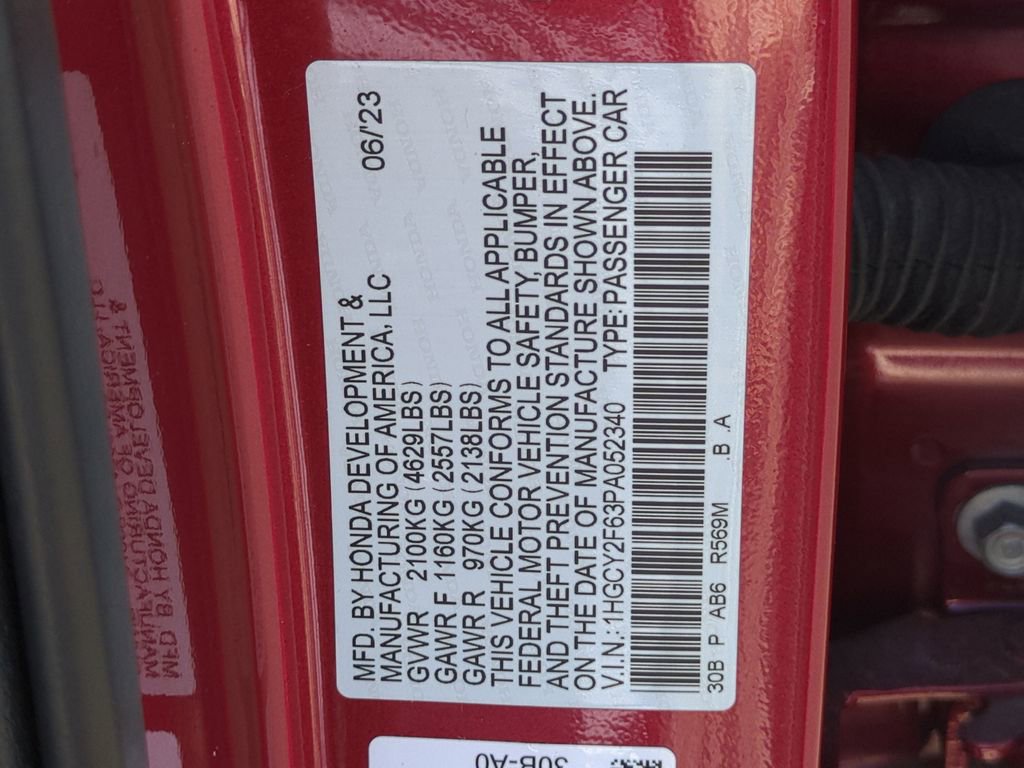 MFD. BY HONDA DEVELOPMENT &
MANUFACTURING OF AMERICA, LLC 06/'23
GVWR 2100KG (4629LBS)
GAWR F 1160KG (2557LBS)
GAWR R 970KG (2138LBS)
THIS VEHICLE CONFORMS TO ALL APPLICABLE
FEDERAL MOTOR VEHICLE SAFETY, BUMPER,
AND THEFT PREVENTION STANDARDS IN EFFECT
ON THE DATE OF MANUFACTURE SHOWN ABOVE.
V.I.N.:1HGCY2F63PA052340 TYPE:PASSENGER CAR
30B P AB6 R569M .B .A
30B-A0